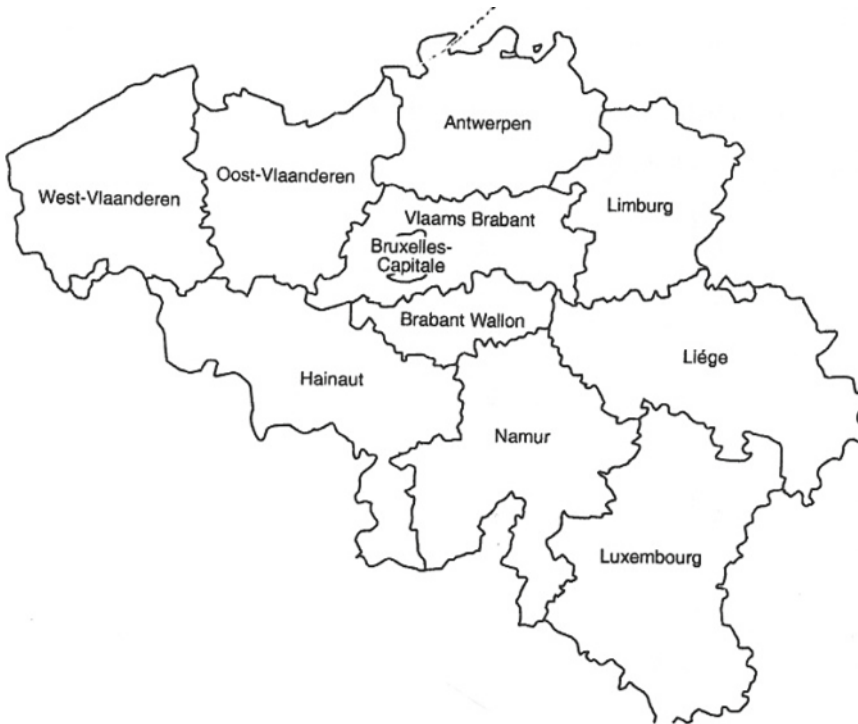 Antwerpen
Oost-Vlaanderen
West-Vlaanderen
Limburg
Vlaams Brabant
Bruxelles-
Capitale
Brabant Wallon
Liége
Hainaut
Namur
Luxembourg